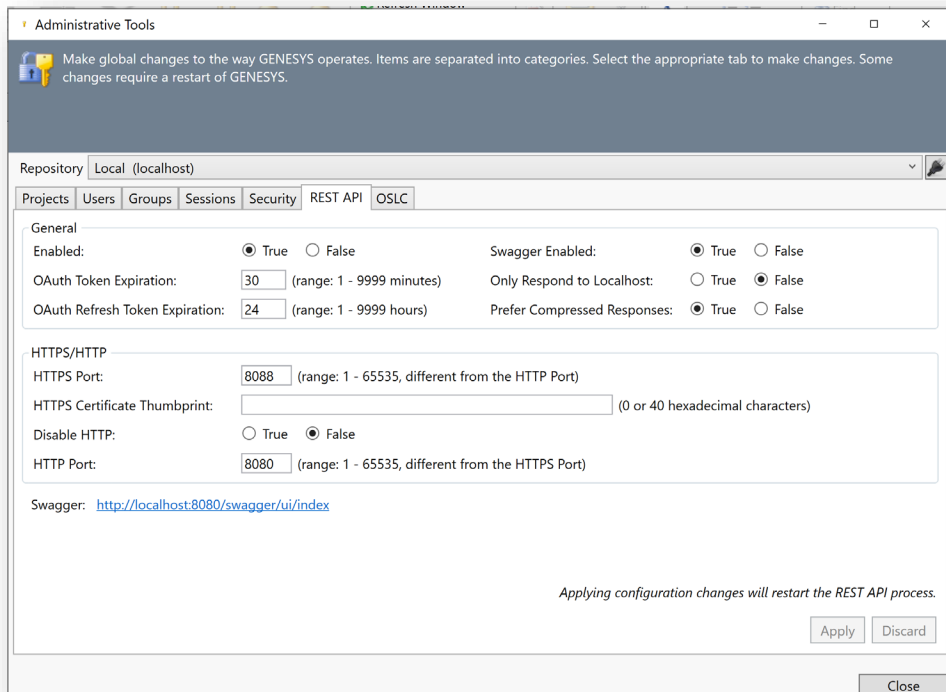 Refresh Window
Administrative Tools
Make global changes to the way GENESYS operates. Items are separated into categories. Select the appropriate tab to make changes. Some
changes require a restart of GENESYS.
Repository Local (localhost)
Projects Users Groups Sessions Security REST API OSLC
General
Enabled: True False Swagger Enabled: True False
OAuth Token Expiration: 30 (range: 1 - 9999 minutes) Only Respond to Localhost: True False
OAuth Refresh Token Expiration: 24 (range: 1 - 9999 hours) Prefer Compressed Responses: True False
HTTPS/HTTP
HTTPS Port: 8088 (range: 1 - 65535, different from the HTTP Port)
HTTPS Certificate Thumbprint: (0 or 40 hexadecimal characters)
Disable HTTP: True False
HTTP Port: 8080 (range: 1 - 65535, different from the HTTPS Port)
Swagger: http://localhost:8080/swagger/ui/index
Applying configuration changes will restart the REST API process.
Apply Discard
Close